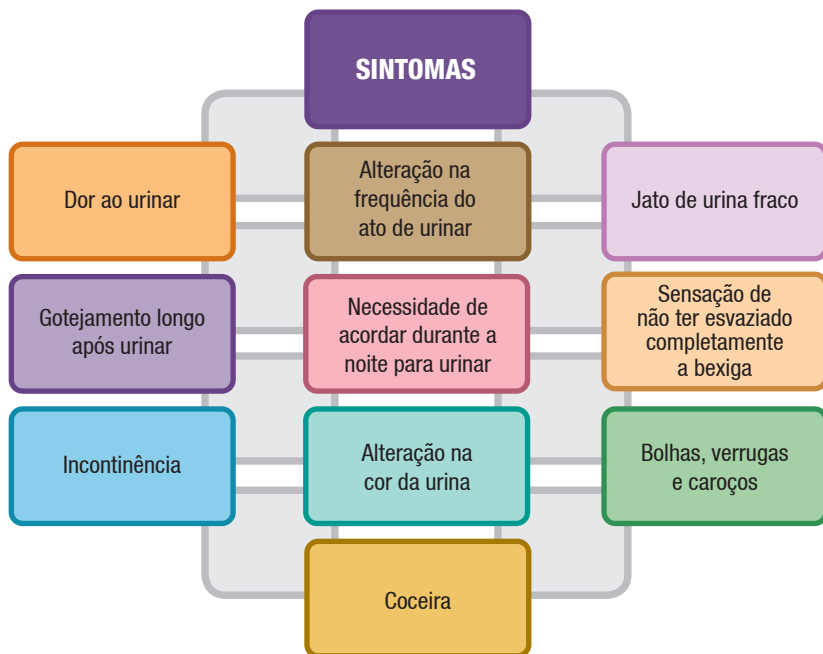 SINTOMAS
Dor ao urinar
Alteração na
frequência do
ato de urinar
Jato de urina fraco
Gotejamento longo
após urinar
Necessidade de
acordar durante a
noite para urinar
Sensação de
não ter esvaziado
completamente
a bexiga
Incontinência
Alteração na
cor da urina
Bolhas, verrugas
e caroços
Coceira